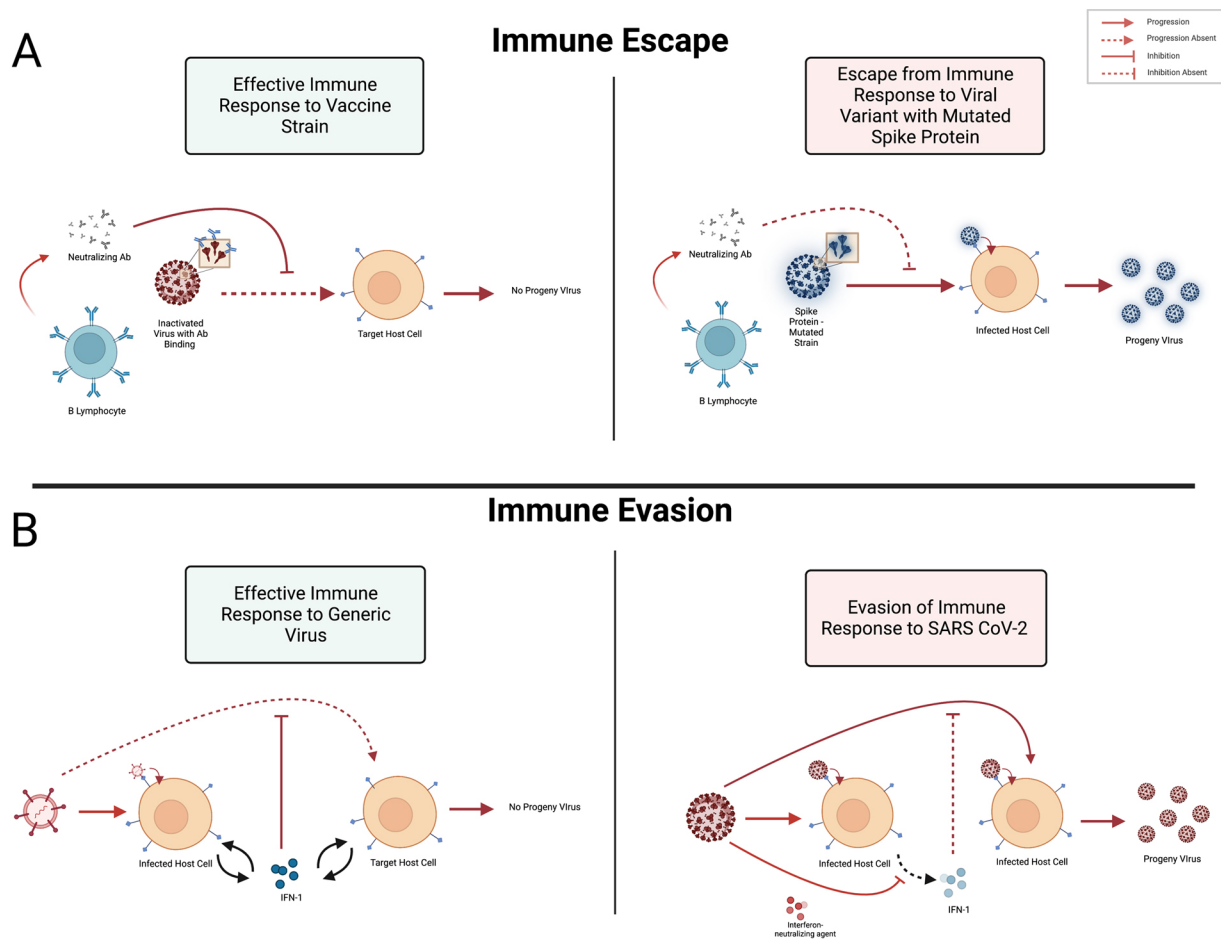 A
Immune Escape
Progression
Progression Absent
Inhibition
Inhibition Absent
Effective Immune
Response to Vaccine
Strain
Escape from Immune
Response to Viral
Variant with Mutated
Spike Protein
Neutralizing Ab
Inactivated
Virus with Ab
Binding
Target Host Cell
No Progeny VIrus
B Lymphocyte
Neutralizing Ab
Spike
Protein -
Mutated
Strain
Infected Host Cell
Progeny VIrus
B Lymphocyte
B
Immune Evasion
Effective Immune
Response to Generic
Virus
Evasion of Immune
Response to SARS CoV-2
Infected Host Cell
Target Host Cell
No Progeny VIrus
IFN-1
Infected Host Cell
Infected Host Cell
Progeny VIrus
IFN-1
Interferon-
neutralizing agent